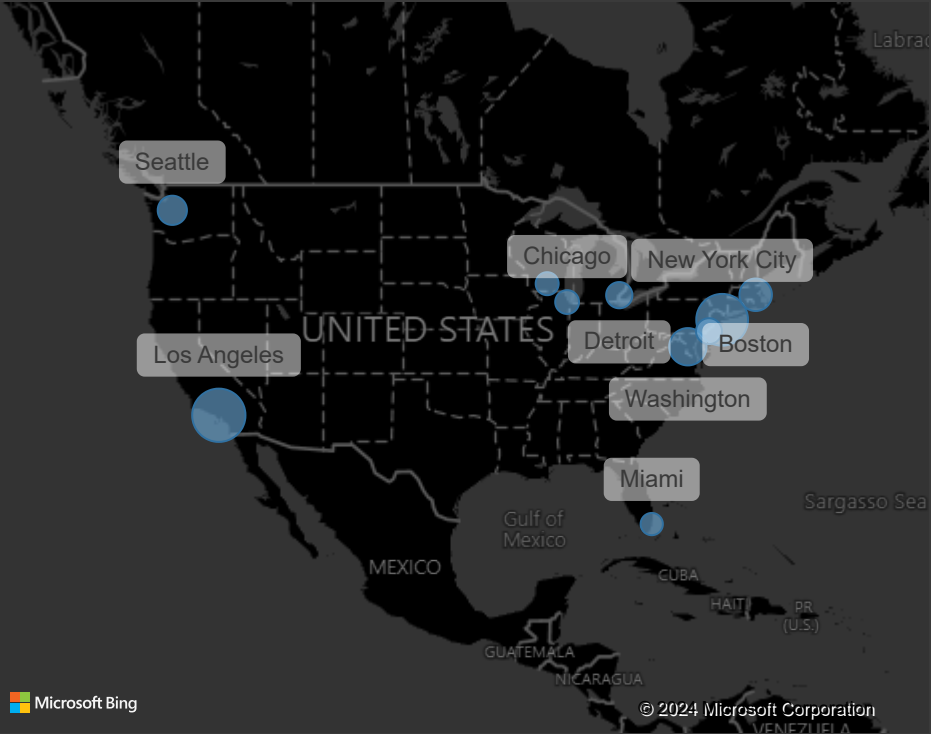 Labrad
Seattle
Chicago
New York City
UNITED STATES
Detroit
Boston
Los Angeles
Washington
Miami
Sargasso Sea
Gulf of
Mexico
MEXICO
CUBA
HAITI
PR
(U.S.)
GUATEMALA
NICARAGUA
Microsoft Bing
© 2024 Microsoft Corporation
VENEZUELA